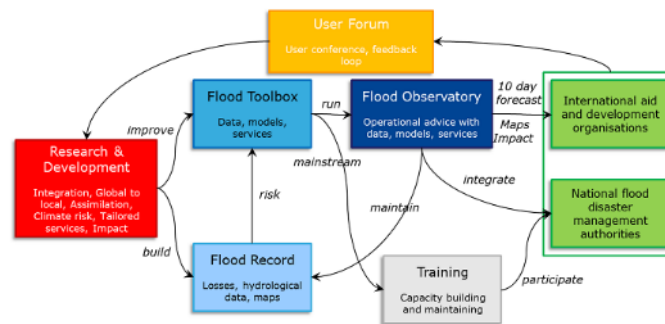 User Forum
User conference, feedback
loop
Flood Toolbox
Data, models,
services
run
Flood Observatory
Operational advice with
data, models, services
10 day
forecast
Maps
Impact
International aid
and development
organisations
improve
mainstream
Research &
Development
Integration, Global to
local, Assimilation,
Climate risk, Tailored
services, Impact
risk
maintain
integrate
National flood
disaster
management
authorities
build
Flood Record
Losses, hydrological
data, maps
Training
Capacity building
and maintaining
participate